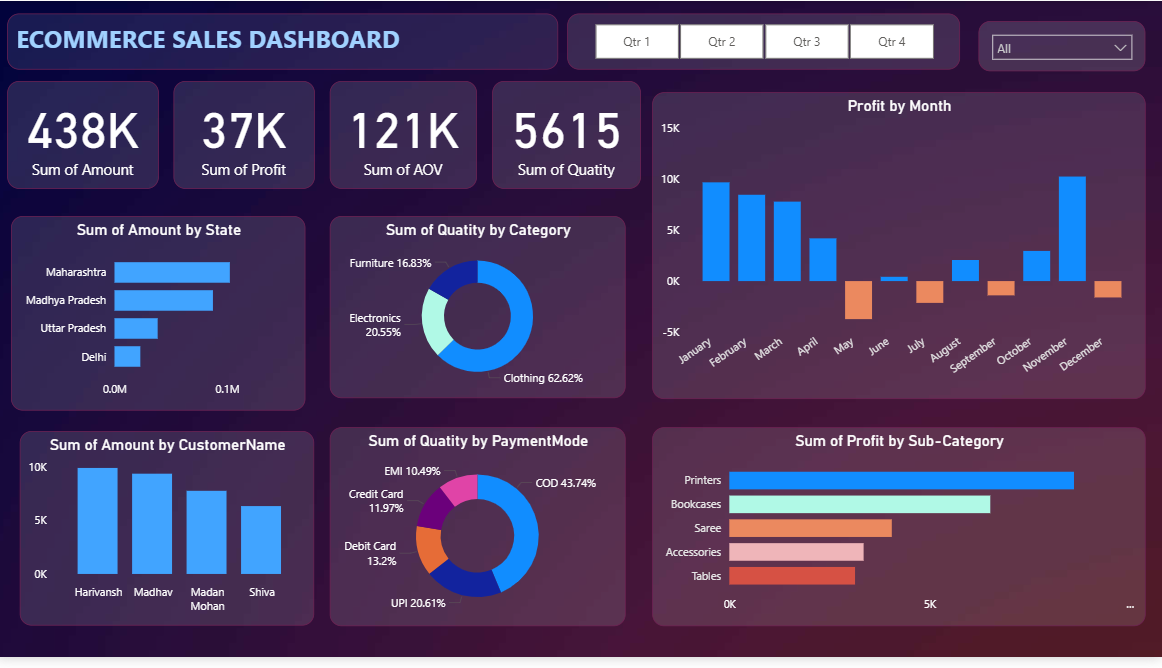 ECOMMERCE SALES DASHBOARD
Qtr 1
Qtr 2
Qtr 3
Qtr 4
All
438K
Sum of Amount
37K
Sum of Profit
121K
Sum of AOV
5615
Sum of Quatity
Profit by Month
15K
10K
5K
0K
-5K
January
February
March
April
May
June
July
August
September
October
November
December
Sum of Amount by State
Maharashtra
Madhya Pradesh
Uttar Pradesh
Delhi
0.0M
0.1M
Sum of Quatity by Category
Furniture 16.83%
Electronics
20.55%
Clothing 62.62%
Sum of Amount by CustomerName
10K
5K
0K
Harivansh
Madhav
Madan
Mohan
Shiva
Sum of Quatity by PaymentMode
EMI 10.49%
COD 43.74%
Credit Card
11.97%
Debit Card
13.2%
UPI 20.61%
Sum of Profit by Sub-Category
Printers
Bookcases
Saree
Accessories
Tables
0K
5K
...